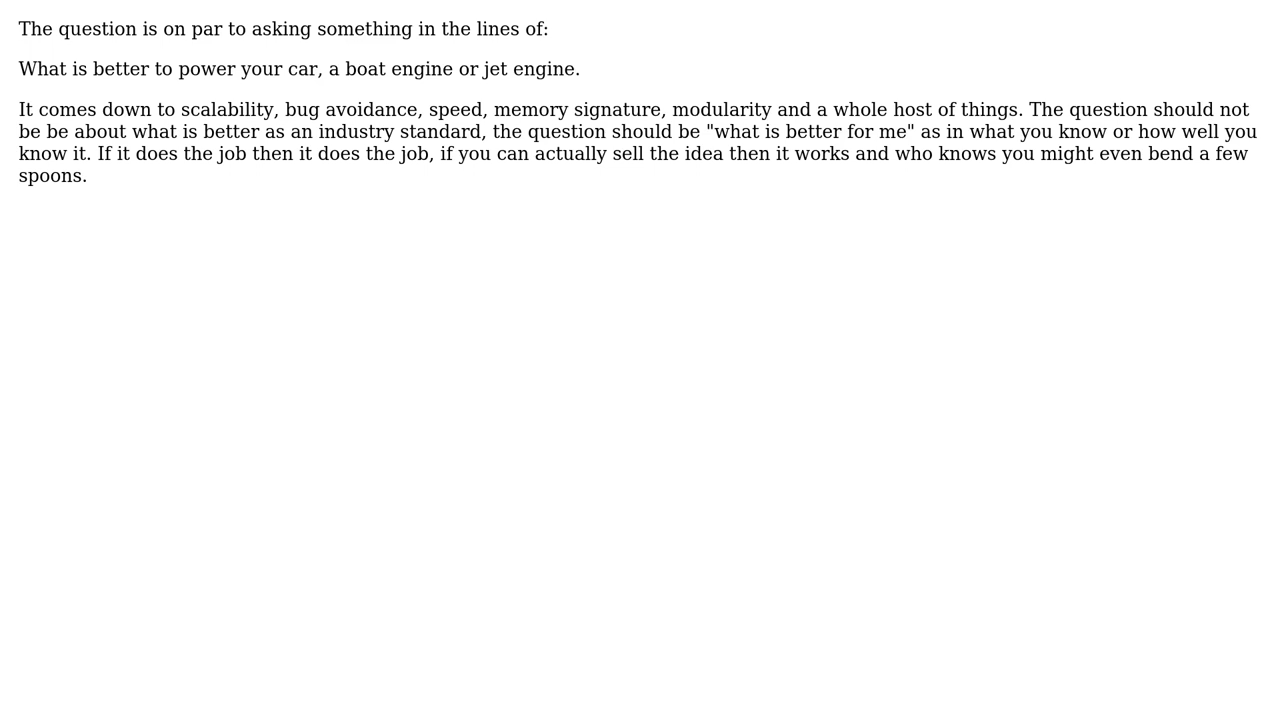 The question is on par to asking something in the lines of:
What is better to power your car, a boat engine or jet engine.
It comes down to scalability, bug avoidance, speed, memory signature, modularity and a whole host of things. The question should not
be be about what is better as an industry standard, the question should be "what is better for me" as in what you know or how well you
know it. If it does the job then it does the job, if you can actually sell the idea then it works and who knows you might even bend a few
spoons.